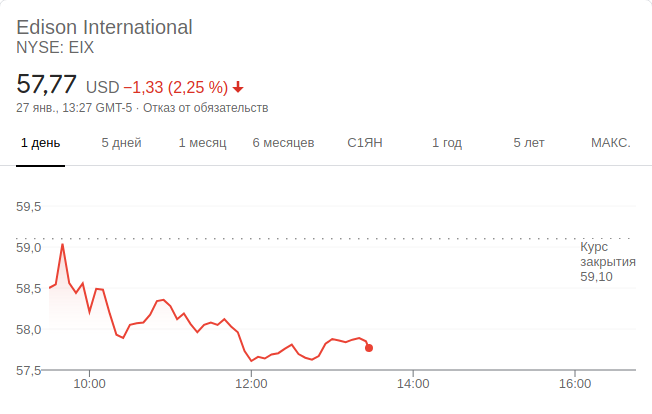 Edison International
NYSE: EIX
57,77 USD −1,33 (2,25 %)
27 янв., 13:27 GMT-5 · Отказ от обязательств
1 день 5 дней 1 месяц 6 месяцев С1ЯН 1 год 5 лет МАКС.
59,5
59,0
Курс
закрытия
59,10
58,5
58,0
57,5
10:00 12:00 14:00 16:00